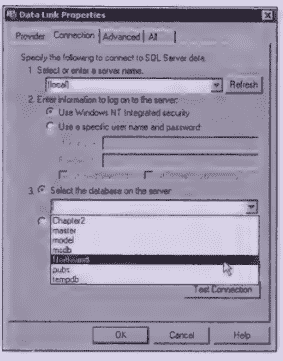 Data Link Properties
Provider Connection Advanced All
Specify the following to connect to SQL Server data:
1. Select or enter a server name:
(local)
Refresh
2. Enter information to log on to the server:
Use Windows NT Integrated security
Use a specific user name and password:
3. Select the database on the server
Chapter2
master
model
msdb
Northwind
pubs
tempdb
Test Connection
OK Cancel Help